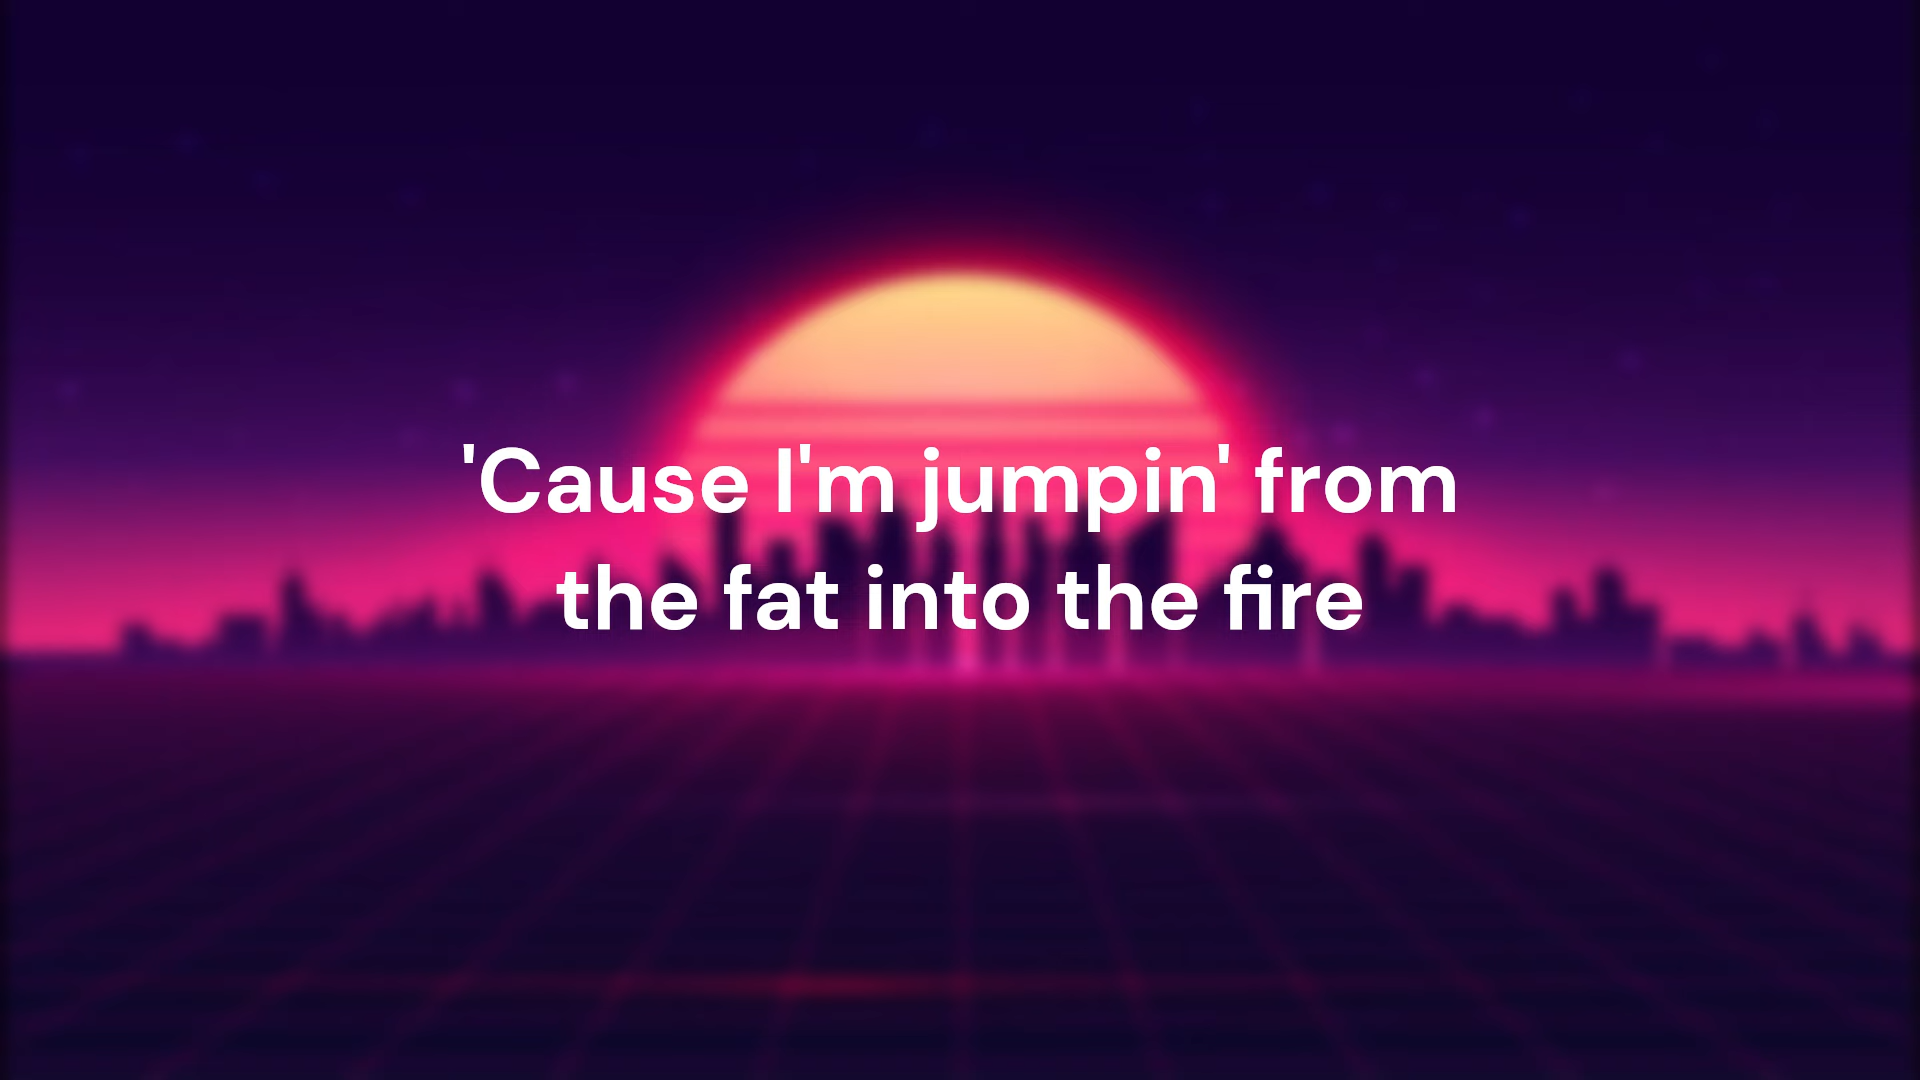 'Cause I'm jumpin' from
the fat into the fire